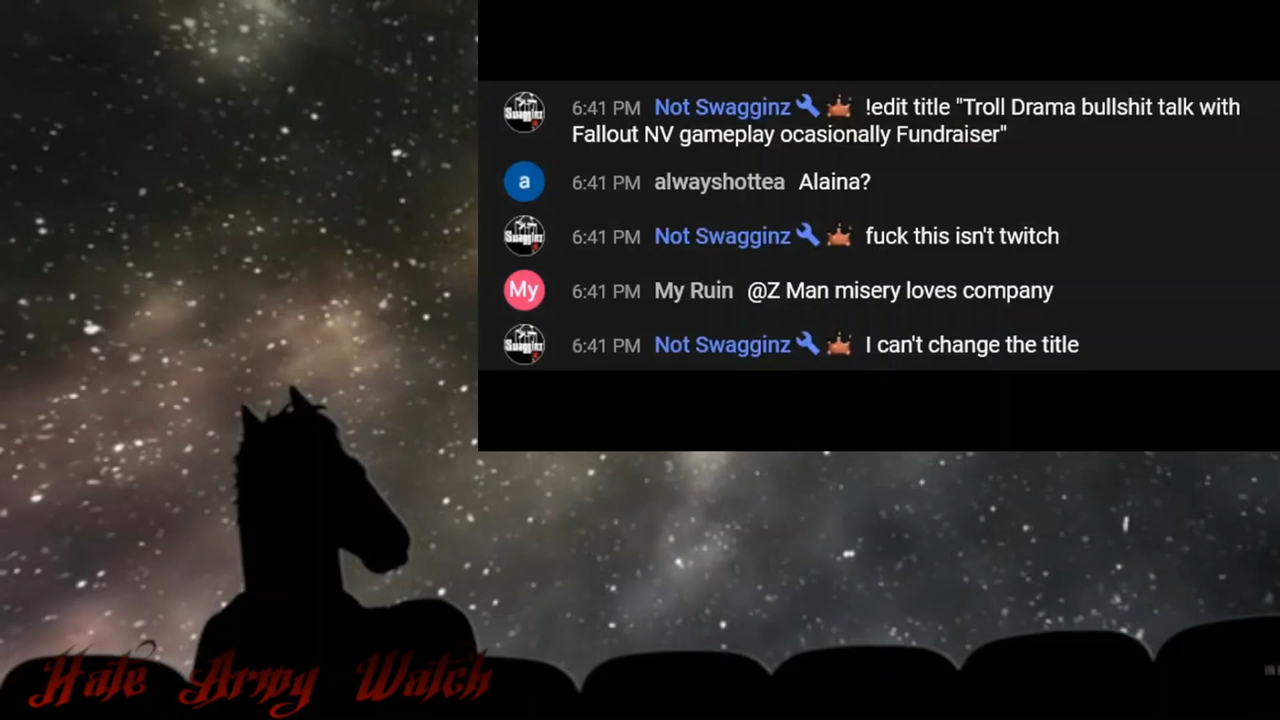 6:41 PM Not Swagginz !edit title "Troll Drama bullshit talk with
Fallout NV gameplay ocasionally Fundraiser"
a 6:41 PM alwayshottea Alaina?
6:41 PM Not Swagginz fuck this isn't twitch
My 6:41 PM My Ruin @Z Man misery loves company
6:41 PM Not Swagginz I can't change the title
Hate Army Watch